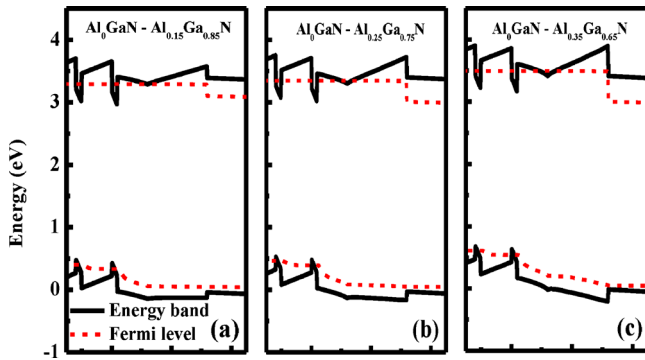 Al₀GaN - Al₀.₁₅Ga₀.₈₅N
Al₀GaN - Al₀.₂₅Ga₀.₇₅N
Al₀GaN - Al₀.₃₅Ga₀.₆₅N
Energy (eV)
4
3
2
1
0
-1
Energy band
Fermi level
(a)
(b)
(c)